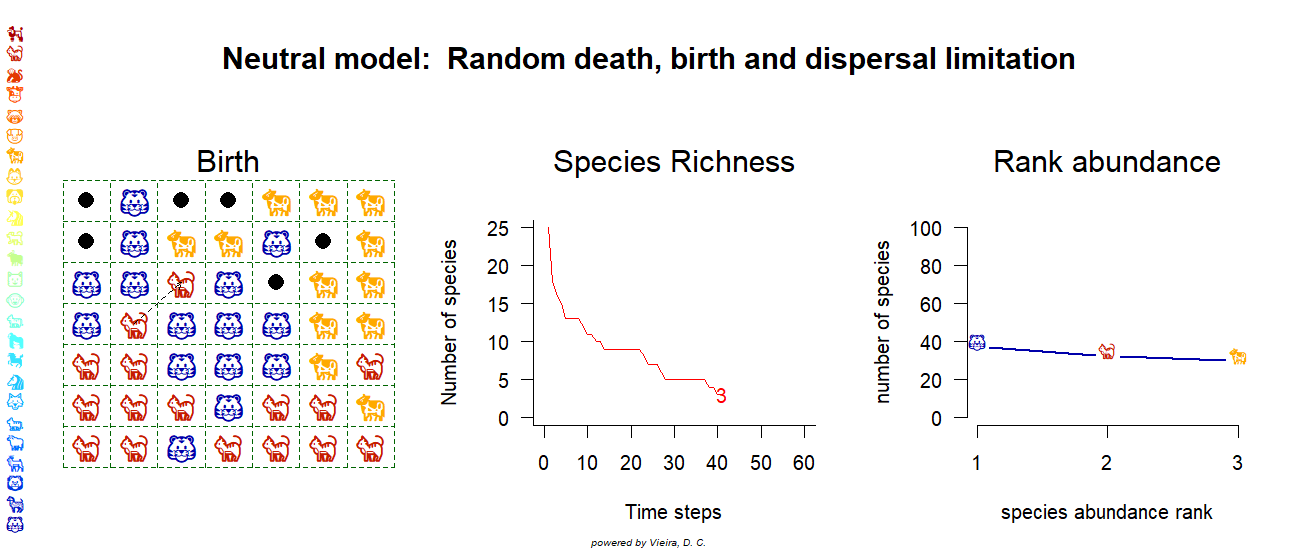 Neutral model:  Random death, birth and dispersal limitation
Birth
Species Richness
Number of species
25
20
15
10
5
0
3
0 10 20 30 40 50 60
Time steps
Rank abundance
number of species
100
80
60
40
20
0
1 2 3
species abundance rank
powered by Vieira, D. C.